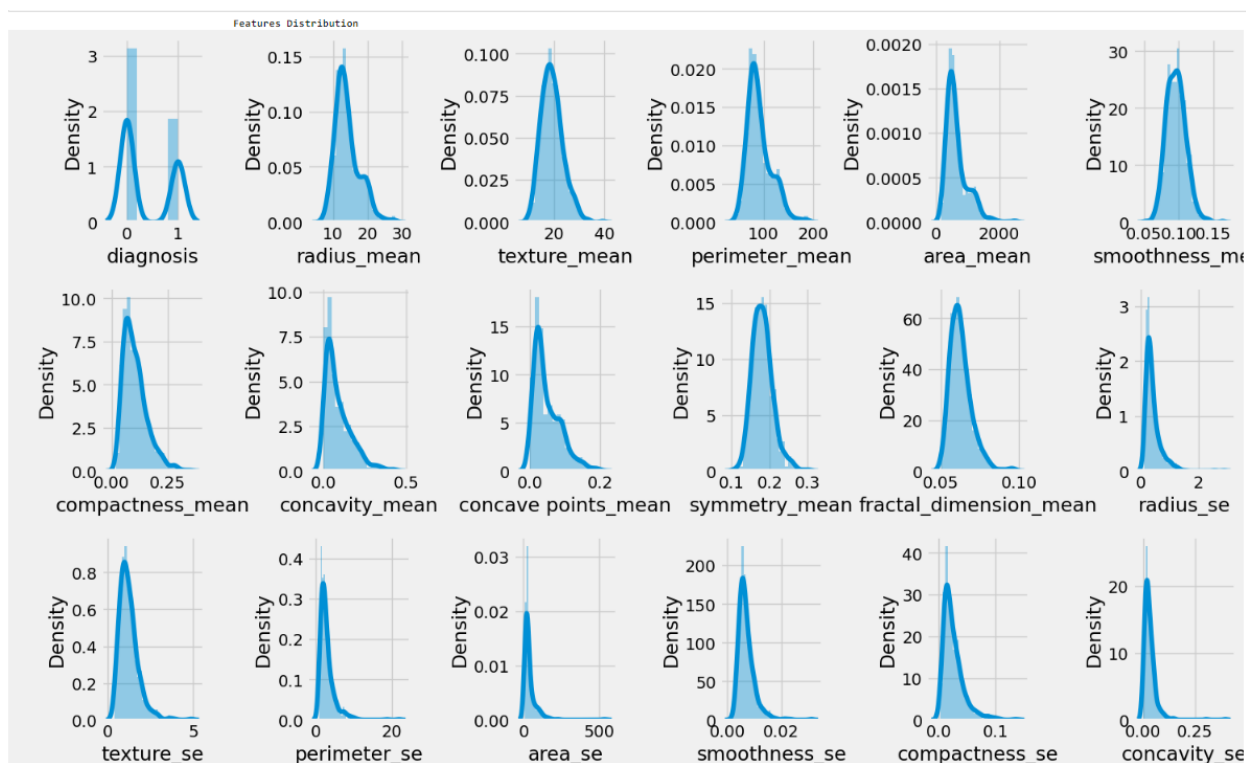 Features Distribution
3
2
1
0
Density
0 1
diagnosis
0.15
0.10
0.05
0.00
Density
10 20 30
radius_mean
0.100
0.075
0.050
0.025
0.000
Density
20 40
texture_mean
0.020
0.015
0.010
0.005
0.000
Density
100 200
perimeter_mean
0.0020
0.0015
0.0010
0.0005
0.0000
Density
0 2000
area_mean
30
20
10
0
Density
0.05 0.10 0.15
smoothness_me
10.0
7.5
5.0
2.5
0.0
Density
0.00 0.25
compactness_mean
10.0
7.5
5.0
2.5
0.0
Density
0.0 0.5
concavity_mean
15
10
5
0
Density
0.0 0.2
concave points_mean
15
10
5
0
Density
0.1 0.2 0.3
symmetry_mean
60
40
20
0
Density
0.05 0.10
fractal_dimension_mean
3
2
1
0
Density
0 2
radius_se
0.8
0.6
0.4
0.2
0.0
Density
0 5
texture_se
0.4
0.3
0.2
0.1
0.0
Density
0 20
perimeter_se
0.03
0.02
0.01
0.00
Density
0 500
area_se
200
150
100
50
0
Density
0.00 0.02
smoothness_se
40
30
20
10
0
Density
0.0 0.1
compactness_se
20
10
0
Density
0.00 0.25
concavity_se